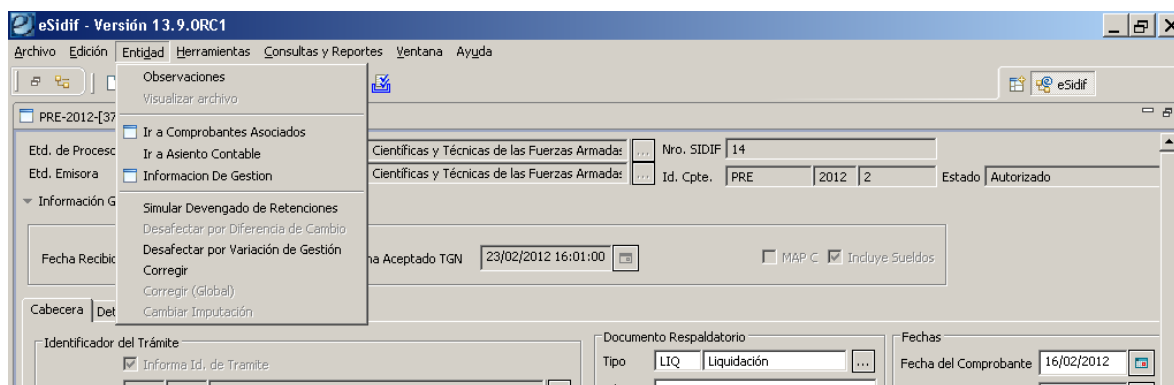 eSidif - Versión 13.9.0RC1
Archivo Edición Entidad Herramientas Consultas y Reportes Ventana Ayuda
eSidif
Observaciones
Visualizar archivo
PRE-2012-[37
Ir a Comprobantes Asociados
Ir a Asiento Contable
Informacion De Gestion
Simular Devengado de Retenciones
Desafectar por Diferencia de Cambio
Desafectar por Variación de Gestión
Corregir
Corregir (Global)
Cambiar Imputación
Etd. de Proceso Científicas y Técnicas de las Fuerzas Armadas ... Nro. SIDIF 14
Etd. Emisora Científicas y Técnicas de las Fuerzas Armadas ... Id. Cpte. PRE 2012 2 Estado Autorizado
Información G
Fecha Recibid a Aceptado TGN 23/02/2012 16:01:00 MAP C Incluye Sueldos
Cabecera Det
Identificador del Trámite Documento Respaldatorio Fechas
Informa Id. de Tramite Tipo LIQ Liquidación ... Fecha del Comprobante 16/02/2012